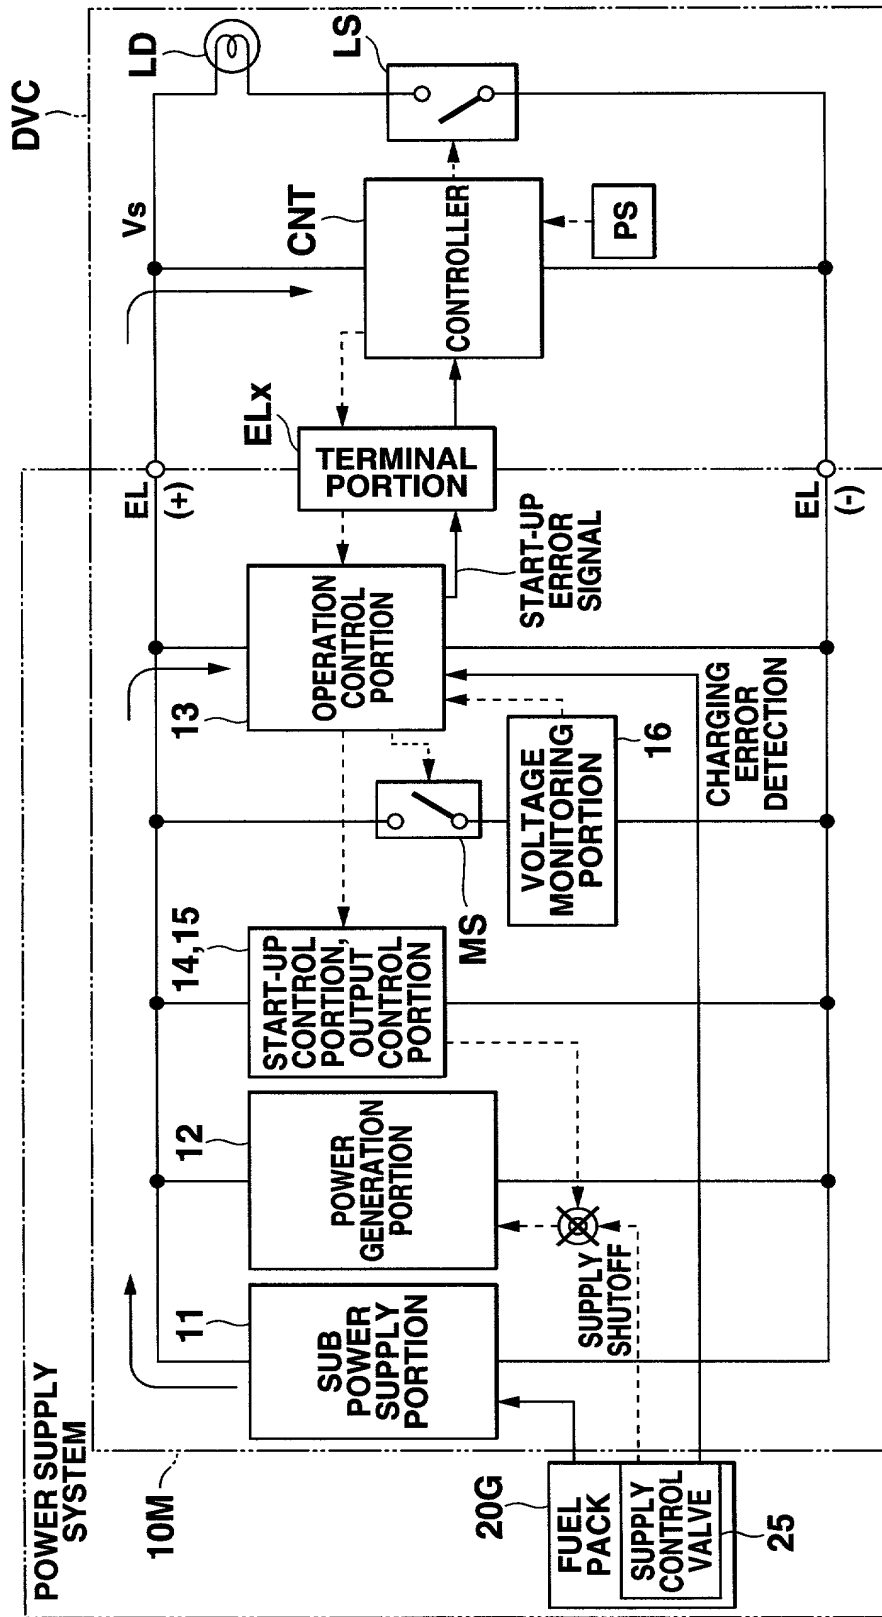 POWER SUPPLY
SYSTEM
DVC
10M
11
SUB
POWER
SUPPLY
PORTION
12
POWER
GENERATION
PORTION
14,15
START-UP
CONTROL
PORTION,
OUTPUT
CONTROL
PORTION
MS
13
OPERATION
CONTROL
PORTION
VOLTAGE
MONITORING
PORTION
16
EL
(+)
ELx
TERMINAL
PORTION
START-UP
ERROR
SIGNAL
CHARGING
ERROR
DETECTION
EL
(-)
Vs
CNT
CONTROLLER
PS
LD
LS
SUPPLY
SHUTOFF
20G
FUEL
PACK
SUPPLY
CONTROL
VALVE
25